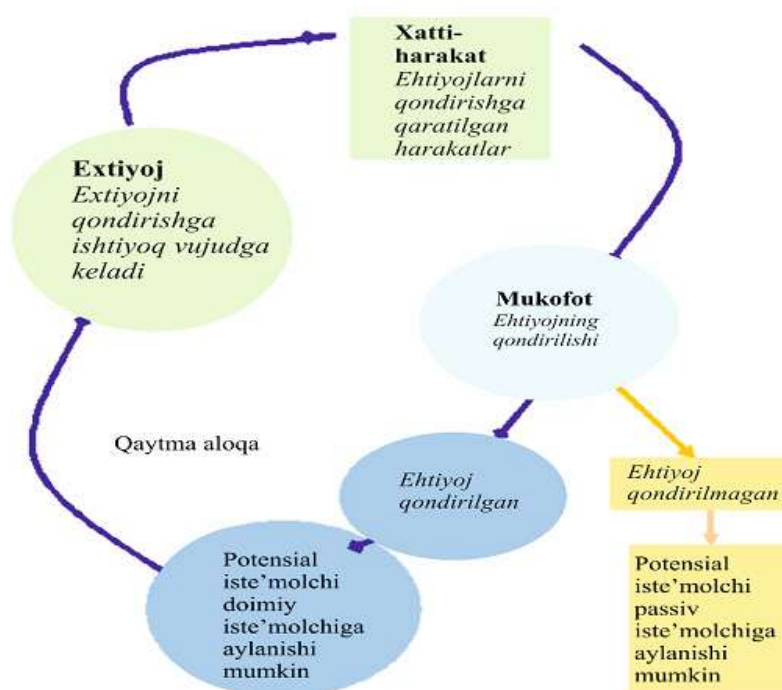 Xatti-
harakat
Ehtiyojlarni
qondirishga
qaratilgan
harakatlar
Extiyoj
Extiyojni
qondirishga
ishtiyoq vujudga
keladi
Mukofot
Ehtiyojning
qondirilishi
Qaytma aloqa
Ehtiyoj
qondirilgan
Ehtiyoj
qondirilmagan
Potensial
iste’molchi
doimiy
iste’molchiga
aylanishi
mumkin
Potensial
iste’molchi
passiv
iste’molchiga
aylanishi
mumkin